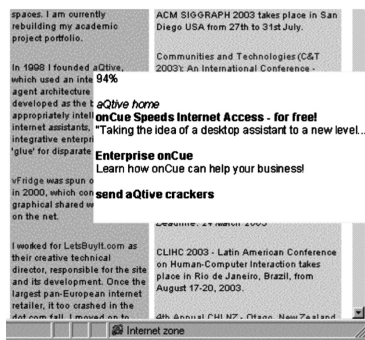 spaces. I am currently
rebuilding my academic
project portfolio.
In 1998 I founded aQtive,
which used an inte
agent architecture
developed as the b
appropriately intell
internet assistants,
integrative enterpri
'glue' for disparate
vFridge was spun o
in 2000, which con
graphical shared w
on the net.
I worked for LetsBuyIt.com as
their creative technical
director, responsible for the site
and its development. Once the
largest pan-European internet
retailer, it too crashed in the
dot com fall. I moved on to
ACM SIGGRAPH 2003 takes place in San
Diego USA from 27th to 31st July.
Communities and Technologies (C&T
2003): An International Conference -
94%
aQtive home
onCue Speeds Internet Access - for free!
"Taking the idea of a desktop assistant to a new level...
Enterprise onCue
Learn how onCue can help your business!
send aQtive crackers
Deadline: 24 March 2003
CLIHC 2003 - Latin American Conference
on Human-Computer Interaction takes
place in Rio de Janeiro, Brazil, from
August 17-20, 2003.
4th Annual CHI NZ - Otago, New Zealand
Internet zone